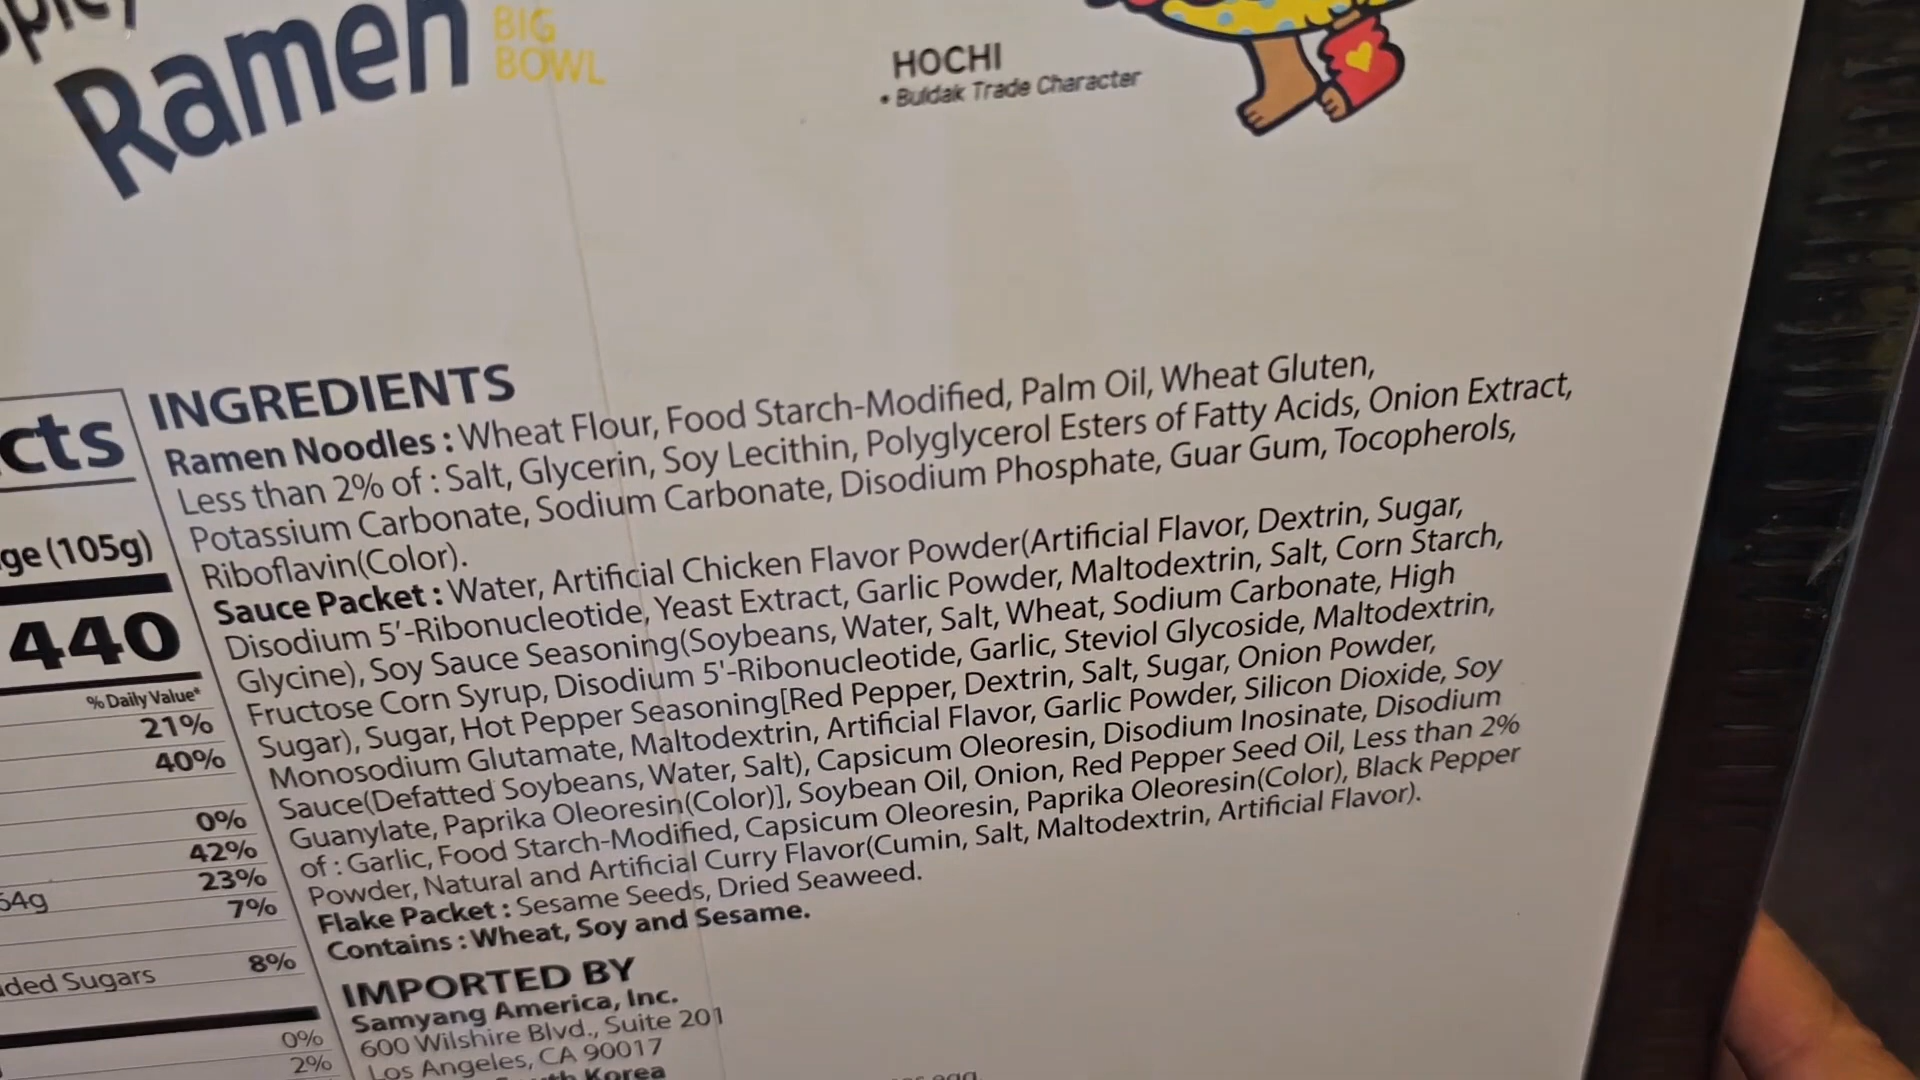 Spicy
Ramen
BIG
BOWL
HOCHI
• Buldak Trade Character
cts
ge (105g)
440
% Daily Value*
21%
40%
0%
42%
54g 23%
7%
ded Sugars 8%
0%
2%
INGREDIENTS
Ramen Noodles : Wheat Flour, Food Starch-Modified, Palm Oil, Wheat Gluten,
Less than 2% of : Salt, Glycerin, Soy Lecithin, Polyglycerol Esters of Fatty Acids, Onion Extract,
Potassium Carbonate, Sodium Carbonate, Disodium Phosphate, Guar Gum, Tocopherols,
Riboflavin(Color).
Sauce Packet : Water, Artificial Chicken Flavor Powder(Artificial Flavor, Dextrin, Sugar,
Disodium 5'-Ribonucleotide, Yeast Extract, Garlic Powder, Maltodextrin, Salt, Corn Starch,
Glycine), Soy Sauce Seasoning(Soybeans, Water, Salt, Wheat, Sodium Carbonate, High
Fructose Corn Syrup, Disodium 5'-Ribonucleotide, Garlic, Steviol Glycoside, Maltodextrin,
Sugar), Sugar, Hot Pepper Seasoning[Red Pepper, Dextrin, Salt, Sugar, Onion Powder,
Monosodium Glutamate, Maltodextrin, Artificial Flavor, Garlic Powder, Silicon Dioxide, Soy
Sauce(Defatted Soybeans, Water, Salt), Capsicum Oleoresin, Disodium Inosinate, Disodium
Guanylate, Paprika Oleoresin(Color)], Soybean Oil, Onion, Red Pepper Seed Oil, Less than 2%
of : Garlic, Food Starch-Modified, Capsicum Oleoresin, Paprika Oleoresin(Color), Black Pepper
Powder, Natural and Artificial Curry Flavor(Cumin, Salt, Maltodextrin, Artificial Flavor).
Flake Packet : Sesame Seeds, Dried Seaweed.
Contains : Wheat, Soy and Sesame.
IMPORTED BY
Samyang America, Inc.
600 Wilshire Blvd., Suite 201
Los Angeles, CA 90017
Korea